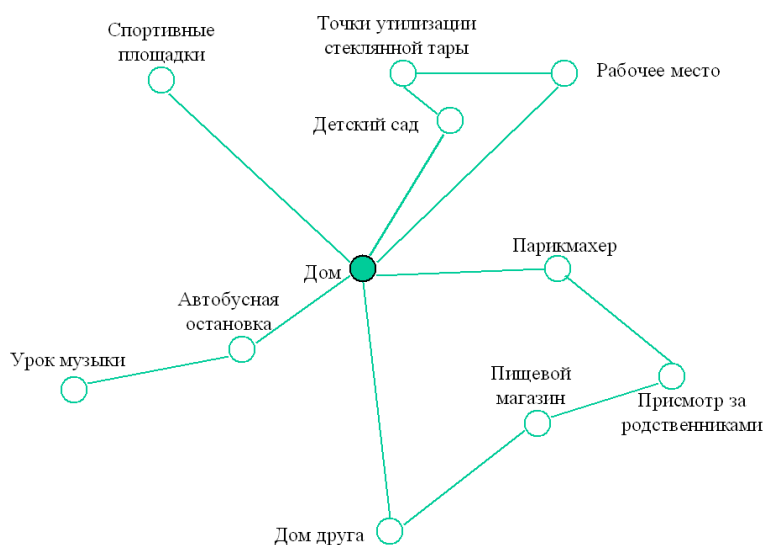 Спортивные
площадки
Точки утилизации
стеклянной тары
Рабочее место
Детский сад
Парикмахер
Дом
Автобусная
остановка
Урок музыки
Пищевой
магазин
Присмотр за
родственниками
Дом друга